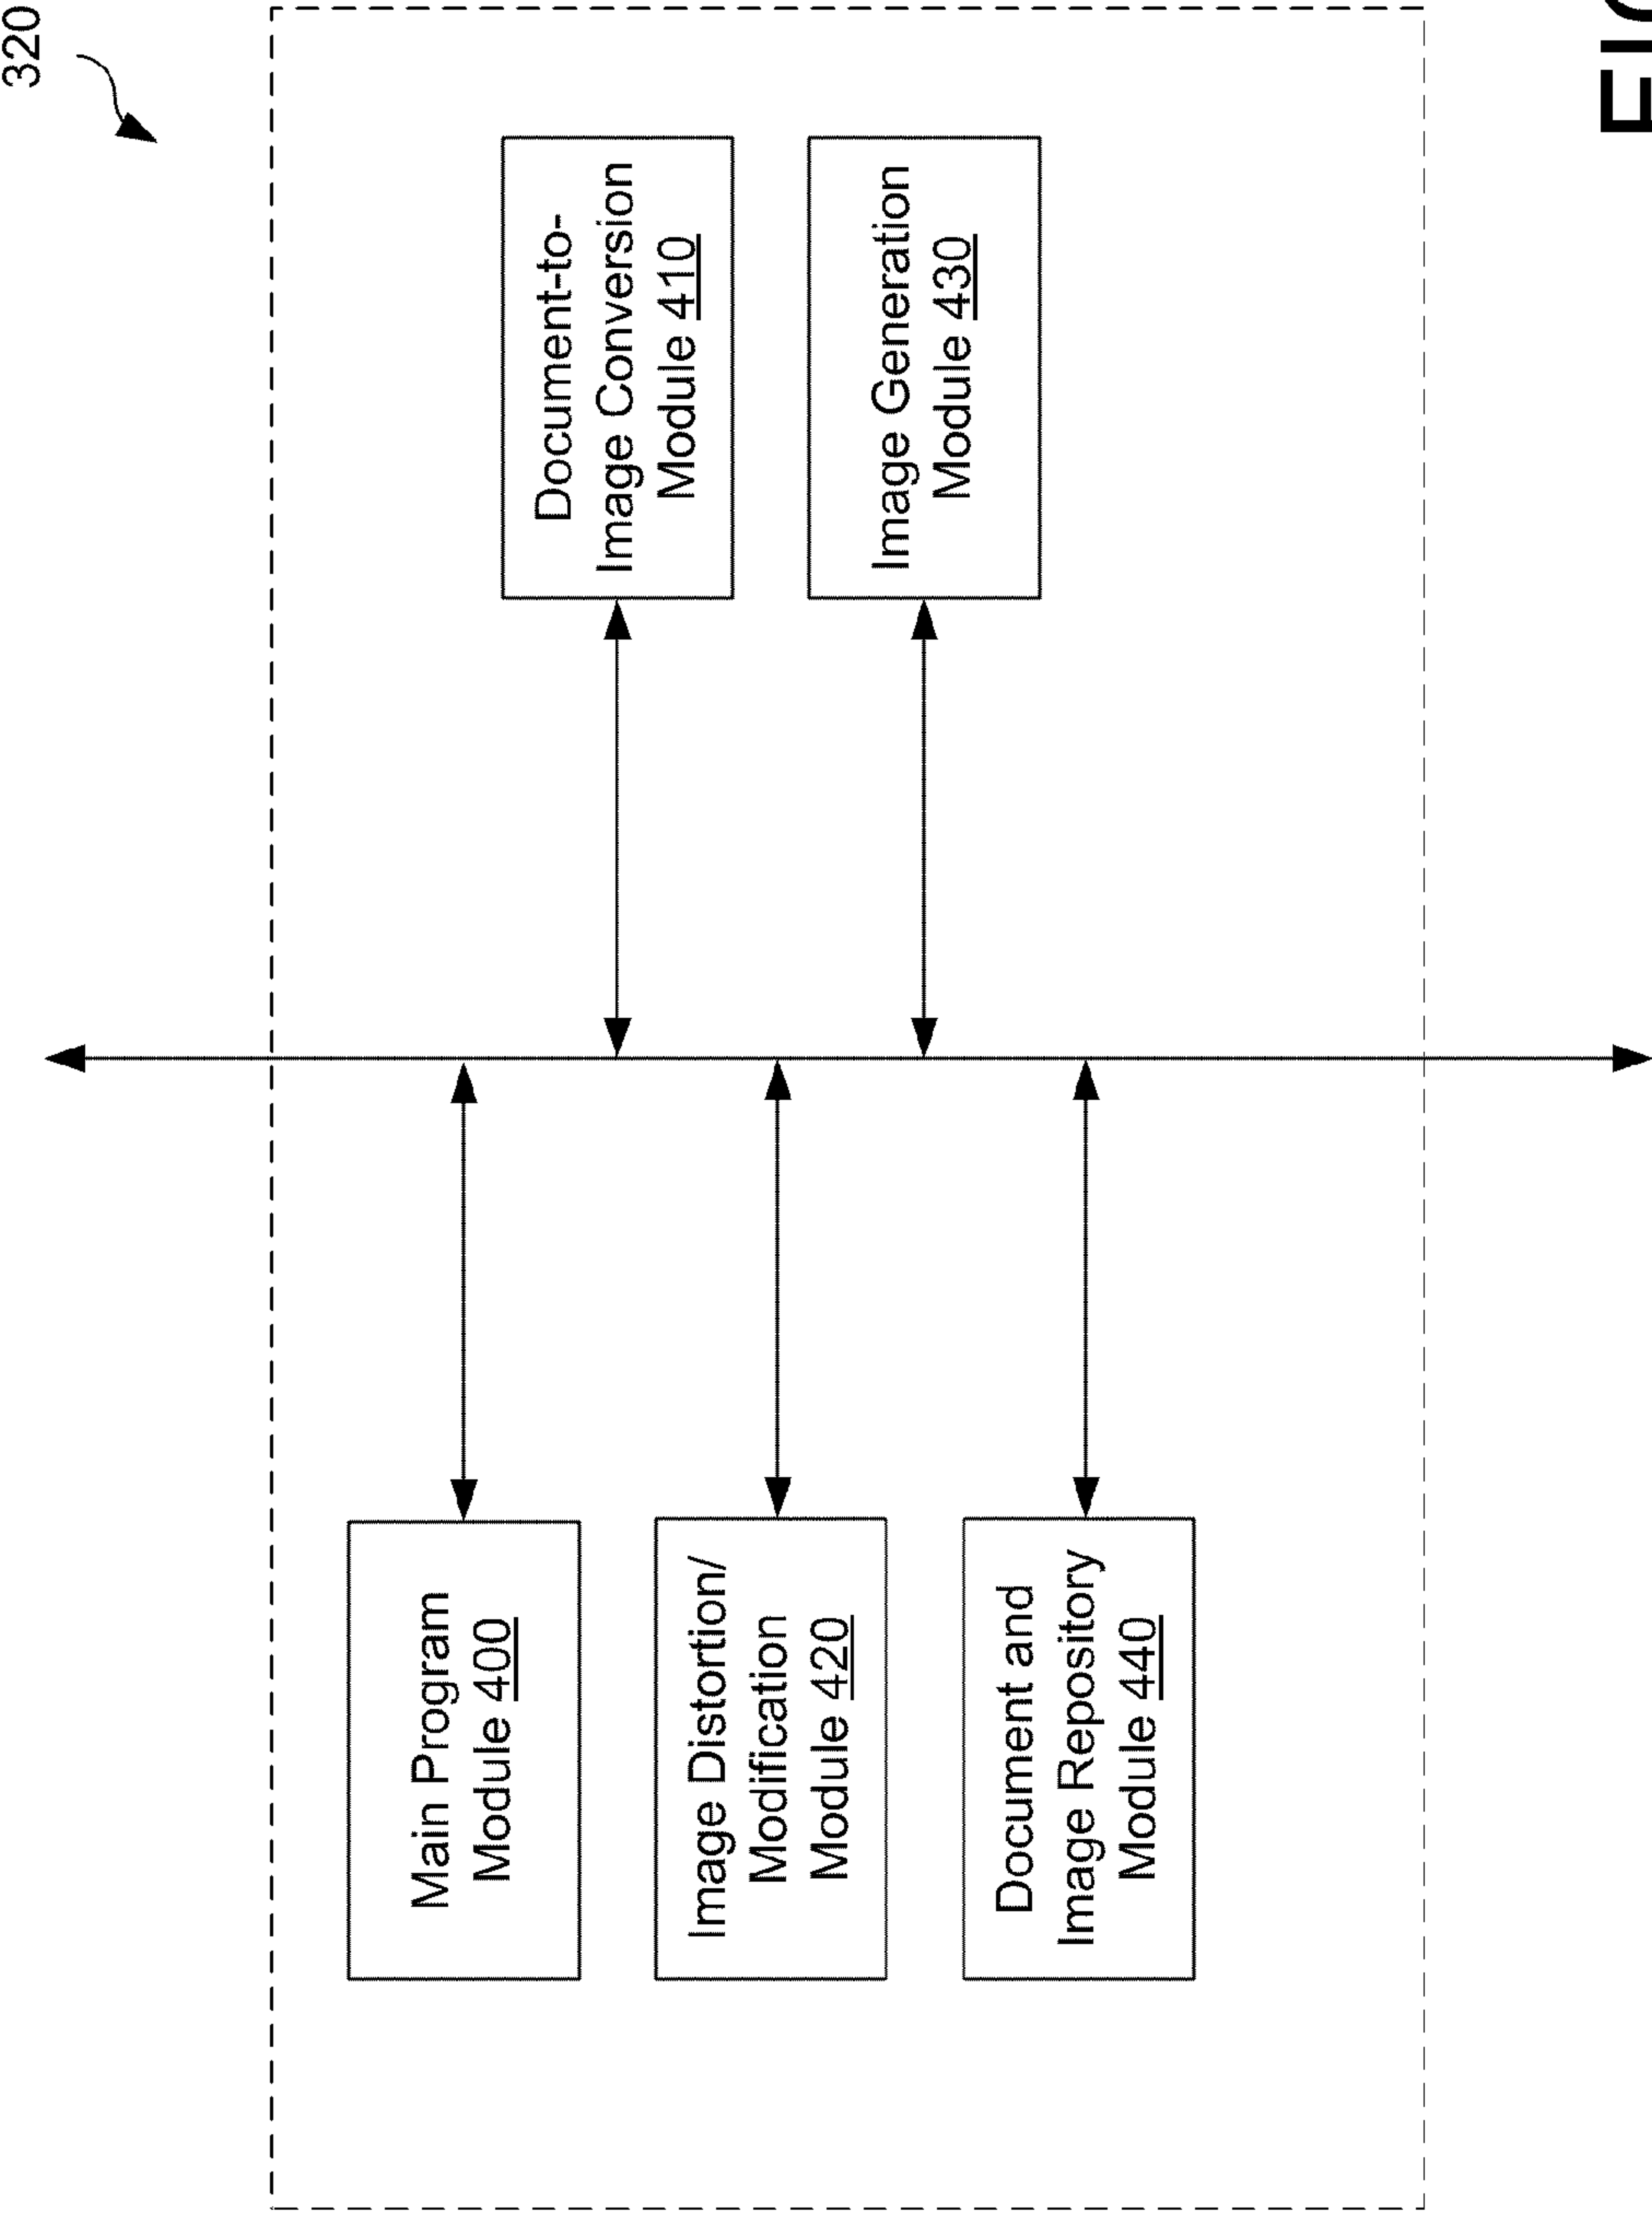 320
Main Program
Module 400
Document-to-
Image Conversion
Module 410
Image Distortion/
Modification
Module 420
Image Generation
Module 430
Document and
Image Repository
Module 440